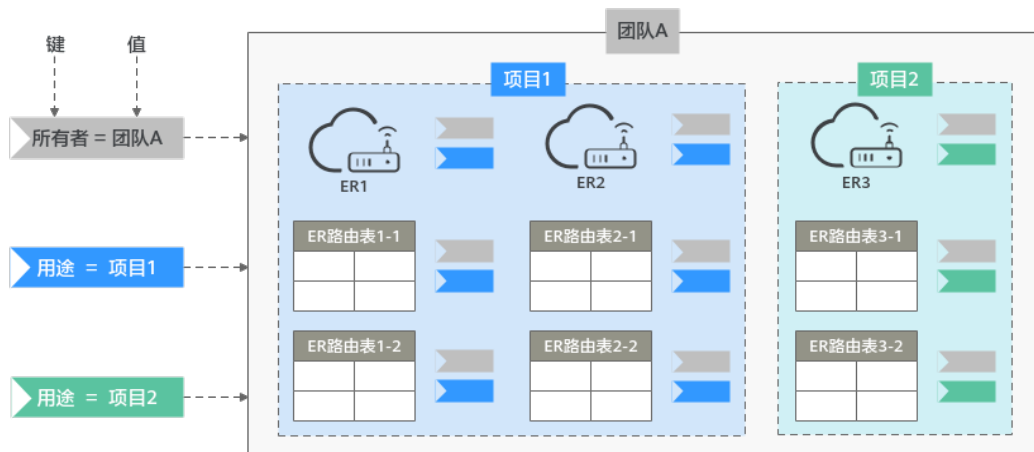 键
值
团队A
所有者 = 团队A
用途 = 项目1
用途 = 项目2
项目1
ER1
ER2
ER路由表1-1
ER路由表2-1
ER路由表1-2
ER路由表2-2
项目2
ER3
ER路由表3-1
ER路由表3-2